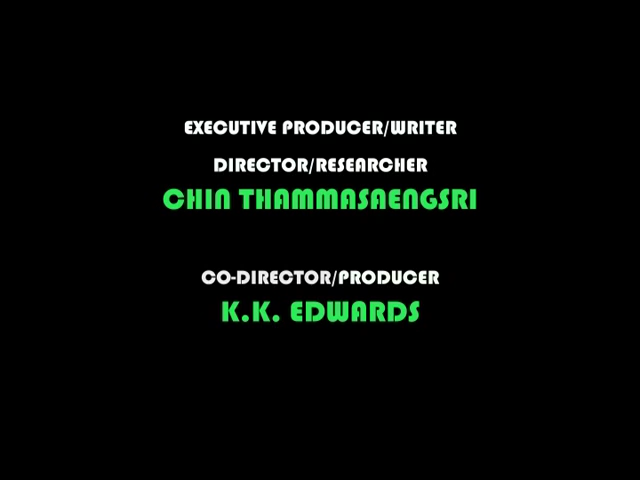 EXECUTIVE PRODUCER/WRITER
DIRECTOR/RESEARCHER
CHIN THAMMASAENGSRI
CO-DIRECTOR/PRODUCER
K.K. EDWARDS